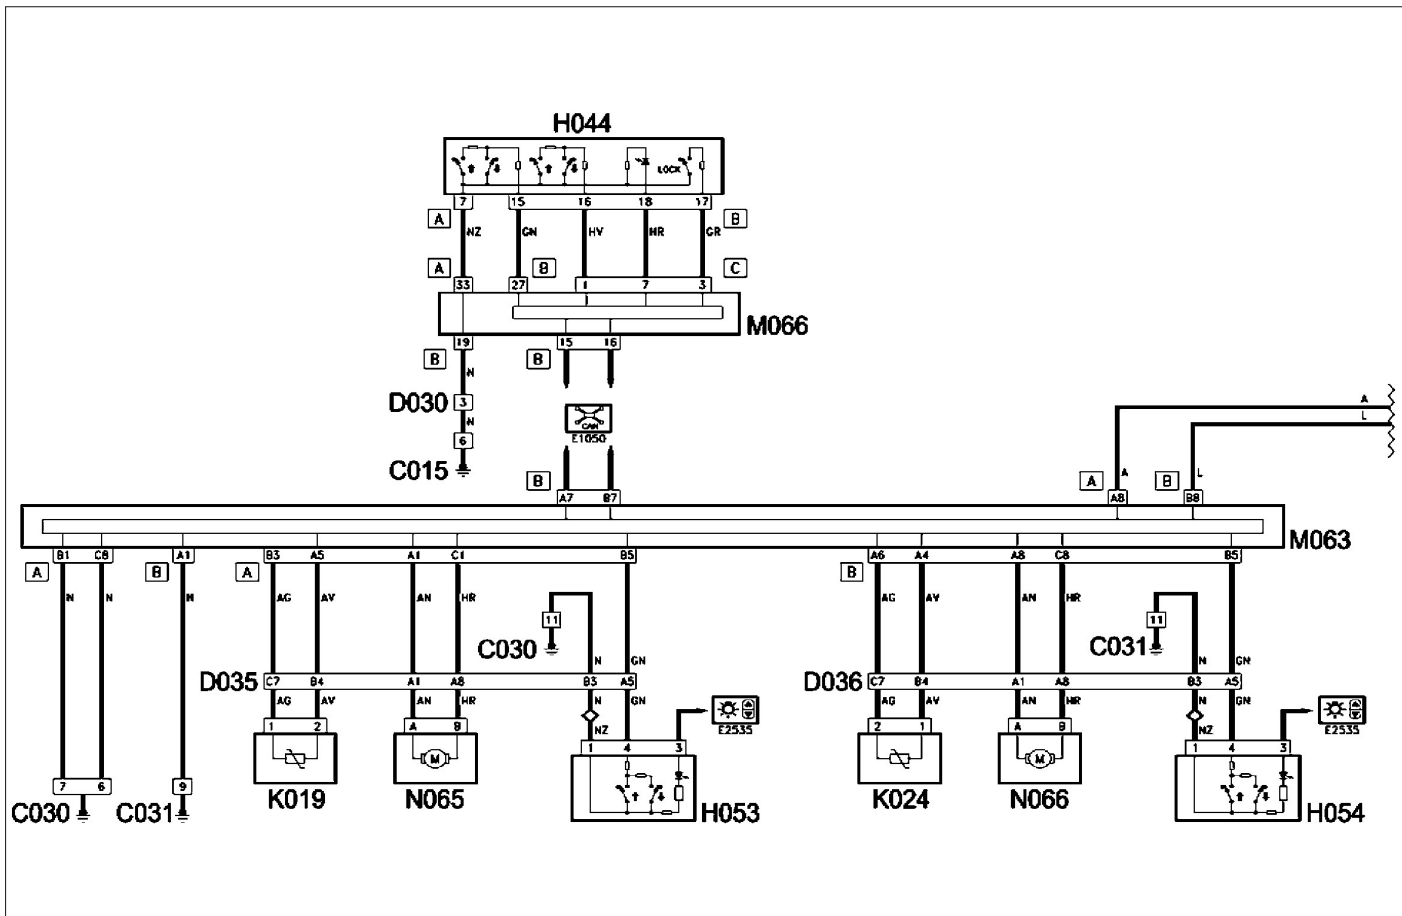 H044
LOCK
7 15 16 18 17
A B
NZ GN HV HR GR
A B C
33 27 1 7 3
M066
19 15 16
B B
N
D030 3
N
CAN
E1050
6
C015
A
L
B A B
A L
A7 B7 A8 B8
M063
B1 C8 A1 B3 A5 A1 C1 B5 A6 A4 A8 C8 B5
A B A B
N N N AG AV AN HR AG AV AN HR
11 11
C030 C031
N GN N GN
D035 C7 B4 A1 A8 B3 A5 D036 C7 B4 A1 A8 B3 A5
AG AV AN HR N GN AG AV AN HR N GN
E2535 E2535
NZ NZ
1 2 A B 1 4 3 2 1 A B 1 4 3
M M
7 6 9
K019 N065 K024 N066
C030 C031 H053 H054